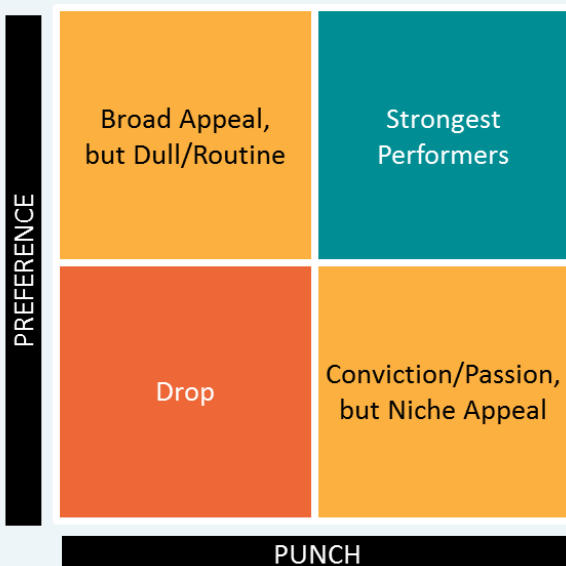 PREFERENCE
Broad Appeal,
but Dull/Routine
Strongest
Performers
Drop
Conviction/Passion,
but Niche Appeal
PUNCH